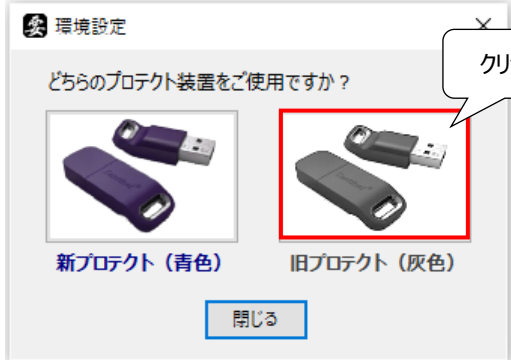 環境設定
どちらのプロテクト装置をご使用ですか？
新プロテクト（青色）
旧プロテクト（灰色）
閉じる